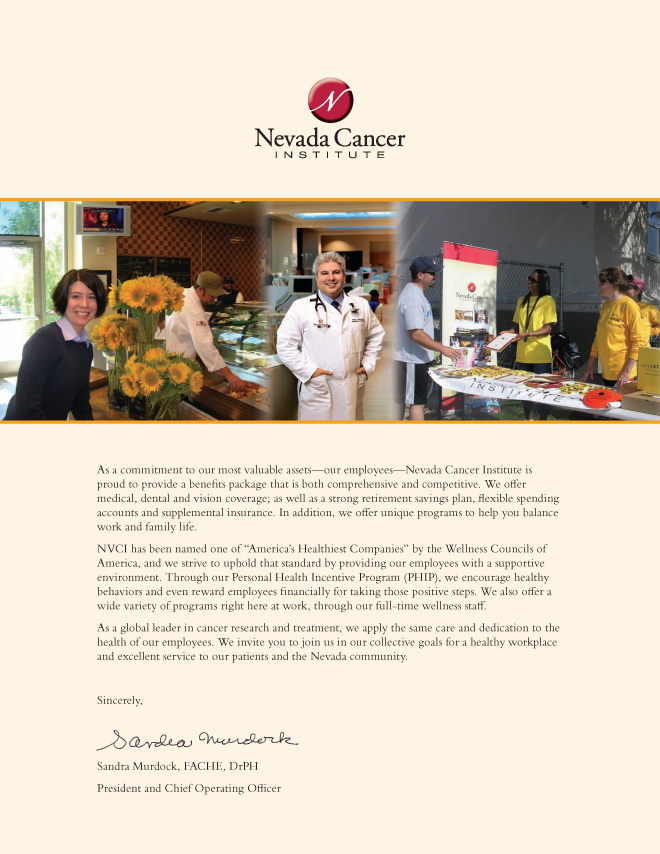 N
Nevada Cancer
INSTITUTE
Nevada Cancer
INSTITUTE
As a commitment to our most valuable assets—our employees—Nevada Cancer Institute is
proud to provide a benefits package that is both comprehensive and competitive. We offer
medical, dental and vision coverage; as well as a strong retirement savings plan, flexible spending
accounts and supplemental insurance. In addition, we offer unique programs to help you balance
work and family life.
NVCI has been named one of “America’s Healthiest Companies” by the Wellness Councils of
America, and we strive to uphold that standard by providing our employees with a supportive
environment. Through our Personal Health Incentive Program (PHIP), we encourage healthy
behaviors and even reward employees financially for taking those positive steps. We also offer a
wide variety of programs right here at work, through our full-time wellness staff.
As a global leader in cancer research and treatment, we apply the same care and dedication to the
health of our employees. We invite you to join us in our collective goals for a healthy workplace
and excellent service to our patients and the Nevada community.
Sincerely,
Sandra Murdock
Sandra Murdock, FACHE, DrPH
President and Chief Operating Officer